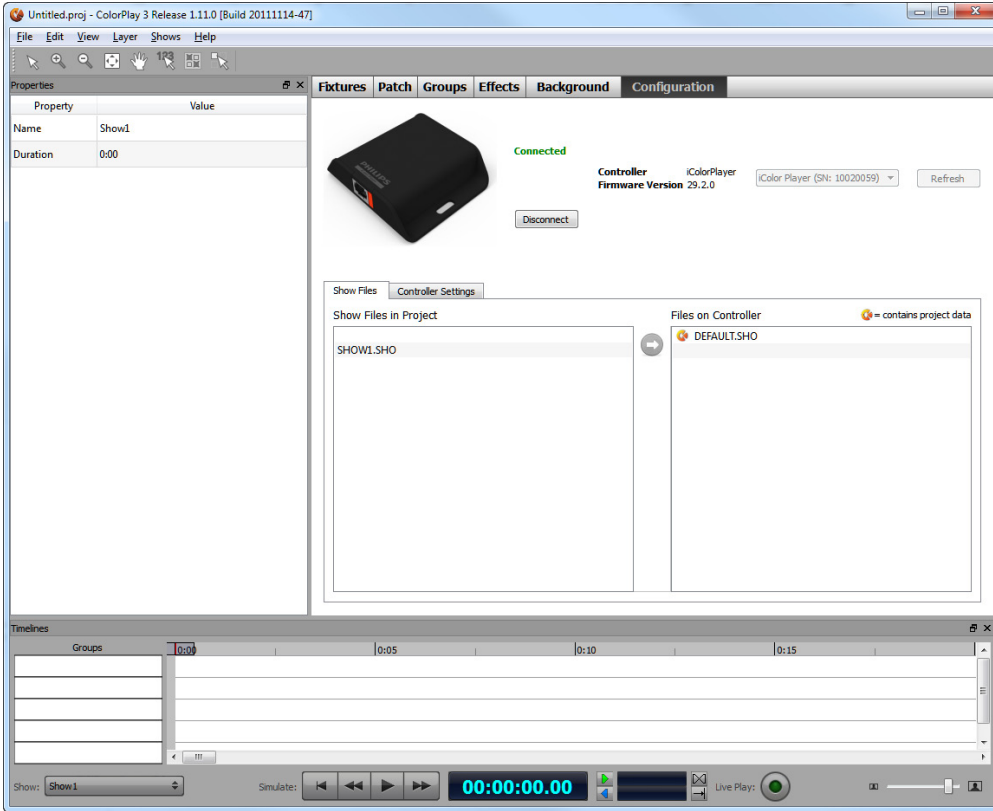 Untitled.proj - ColorPlay 3 Release 1.11.0 [Build 20111114-47]
File Edit View Layer Shows Help
123
Properties
Property Value
Name Show1
Duration 0:00
Fixtures Patch Groups Effects Background Configuration
PHILIPS
Connected
Controller iColorPlayer
Firmware Version 29.2.0
iColor Player (SN: 10020059)
Refresh
Disconnect
Show Files Controller Settings
Show Files in Project
SHOW1.SHO
Files on Controller
= contains project data
DEFAULT.SHO
Timelines
Groups
0:00 0:05 0:10 0:15
Show: Show1
Simulate:
00:00:00.00
Live Play: